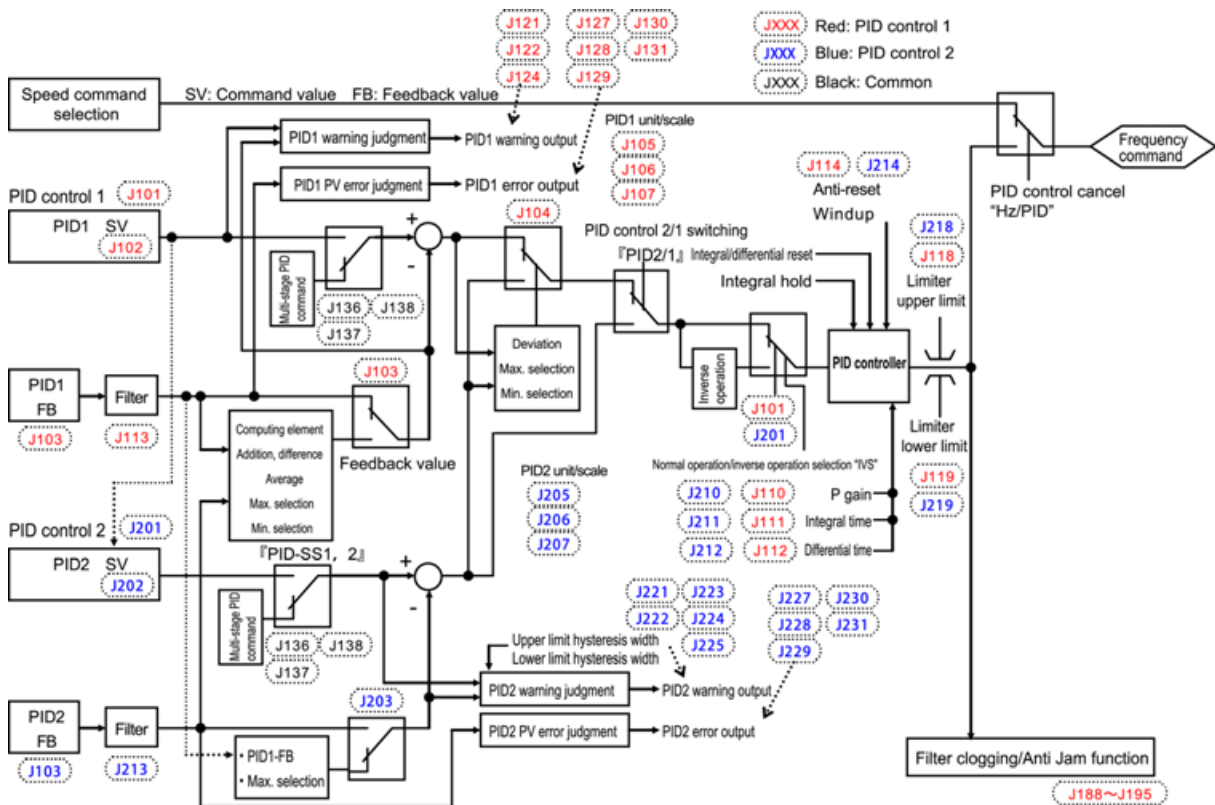 J121
J122
J124
J127
J128
J129
J130
J131
JXXX Red: PID control 1
JXXX Blue: PID control 2
JXXX Black: Common
Speed command
selection
SV: Command value FB: Feedback value
PID1 warning judgment
PID1 warning output
PID1 PV error judgment
PID1 error output
PID1 unit/scale
J105
J106
J107
Frequency
command
PID control cancel
"Hz/PID"
J114
J214
Anti-reset
Windup
PID control 1
J101
PID1 SV
J102
Multi-stage PID
command
J136
J138
J137
+
-
J104
PID control 2/1 switching
『PID2/1』
Integral/differential reset
Integral hold
J218
J118
Limiter
upper limit
Deviation
Max. selection
Min. selection
Inverse
operation
PID controller
J101
J201
Normal operation/inverse operation selection "IVS"
Limiter
lower limit
J119
J219
PID1
FB
J103
Filter
J113
J103
Feedback value
Computing element
Addition, difference
Average
Max. selection
Min. selection
PID2 unit/scale
J205
J206
J207
J210
J110
J211
J111
J212
J112
P gain
Integral time
Differential time
PID control 2
J201
PID2 SV
J202
『PID-SS1, 2』
Multi-stage PID
command
J136
J138
J137
+
-
J221
J223
J222
J224
J225
J227
J230
J228
J231
J229
Upper limit hysteresis width
Lower limit hysteresis width
PID2 warning judgment
PID2 warning output
PID2 PV error judgment
PID2 error output
PID2
FB
J103
Filter
J213
J203
• PID1-FB
• Max. selection
Filter clogging/Anti Jam function
J188～J195